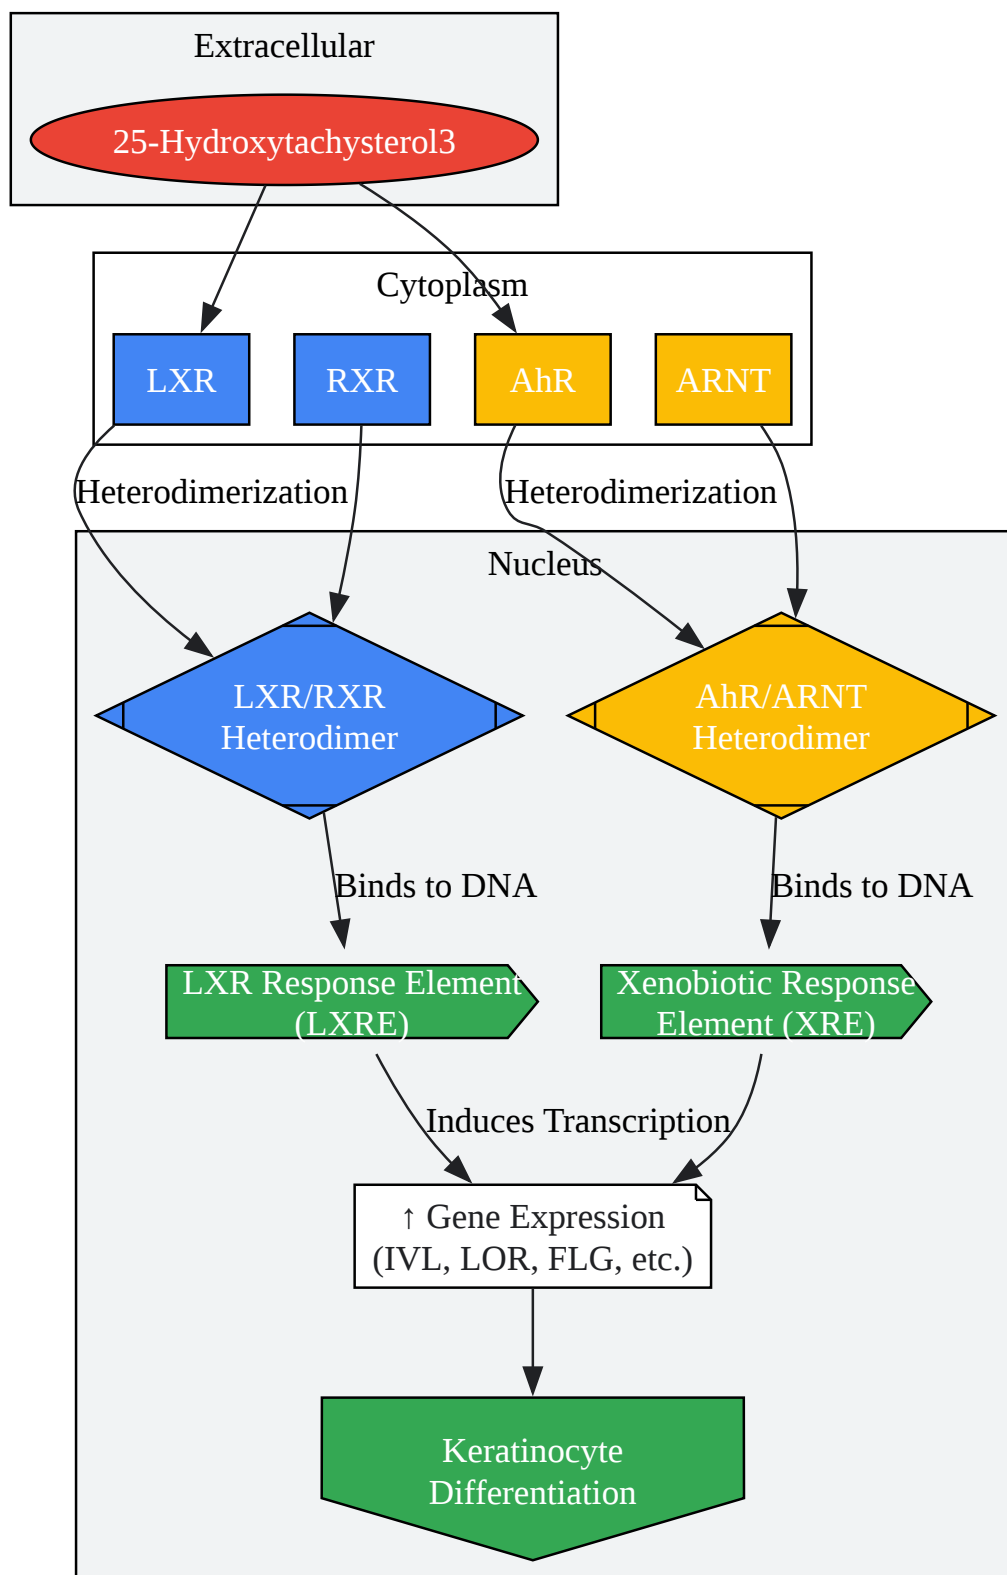 Extracellular
25-Hydroxytachysterol3
Cytoplasm
LXR
RXR
AhR
ARNT
Heterodimerization
Heterodimerization
Nucleus
LXR/RXR
Heterodimer
AhR/ARNT
Heterodimer
Binds to DNA
Binds to DNA
LXR Response Element
(LXRE)
Xenobiotic Response
Element (XRE)
Induces Transcription
↑ Gene Expression
(IVL, LOR, FLG, etc.)
Keratinocyte
Differentiation